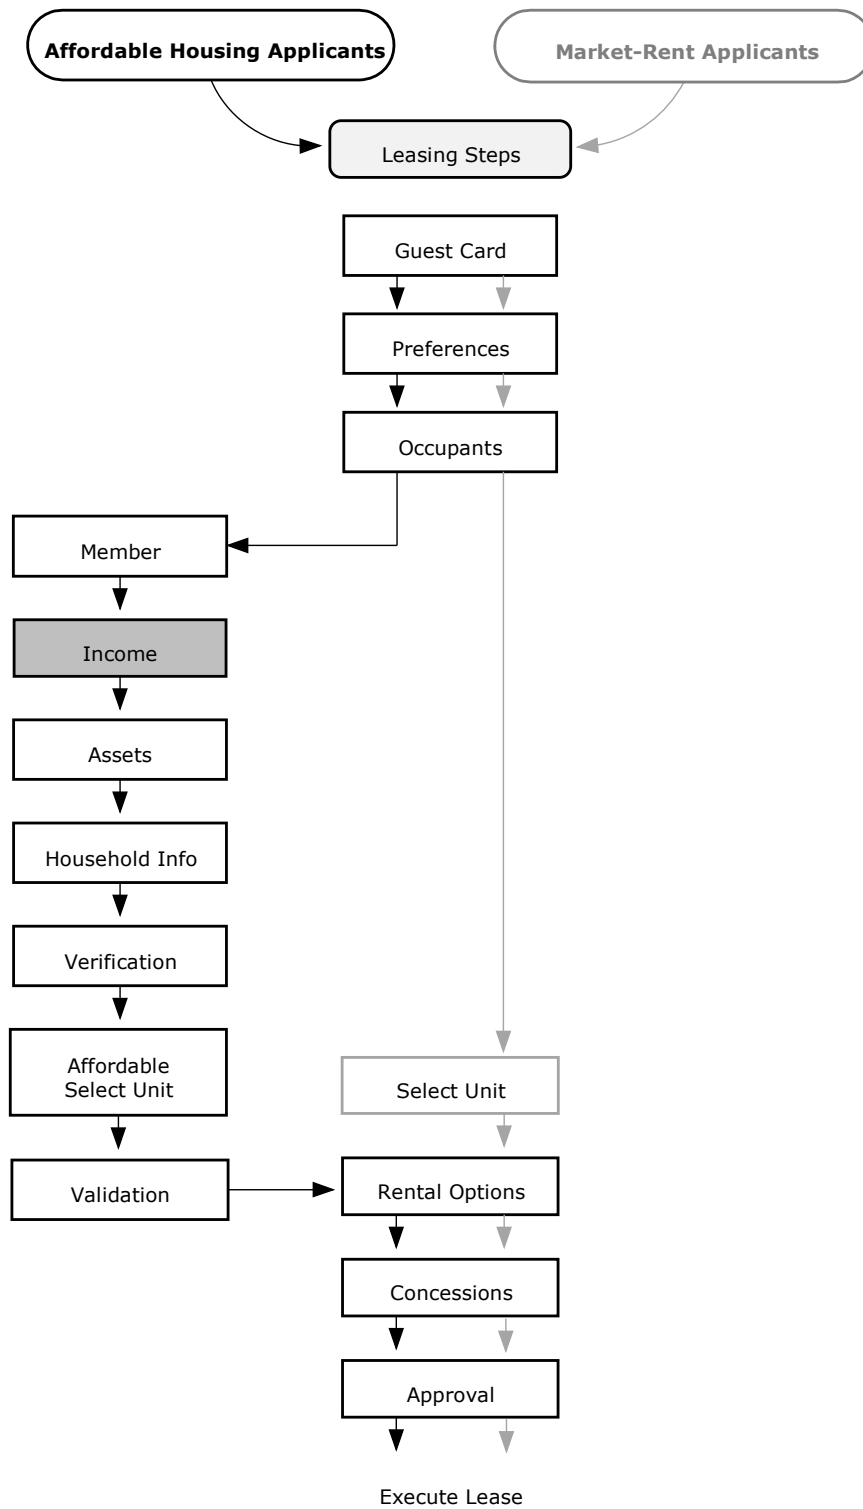 Affordable Housing Applicants
Market-Rent Applicants
Leasing Steps
Guest Card
Preferences
Occupants
Member
Income
Assets
Household Info
Verification
Affordable
Select Unit
Select Unit
Validation
Rental Options
Concessions
Approval
Execute Lease